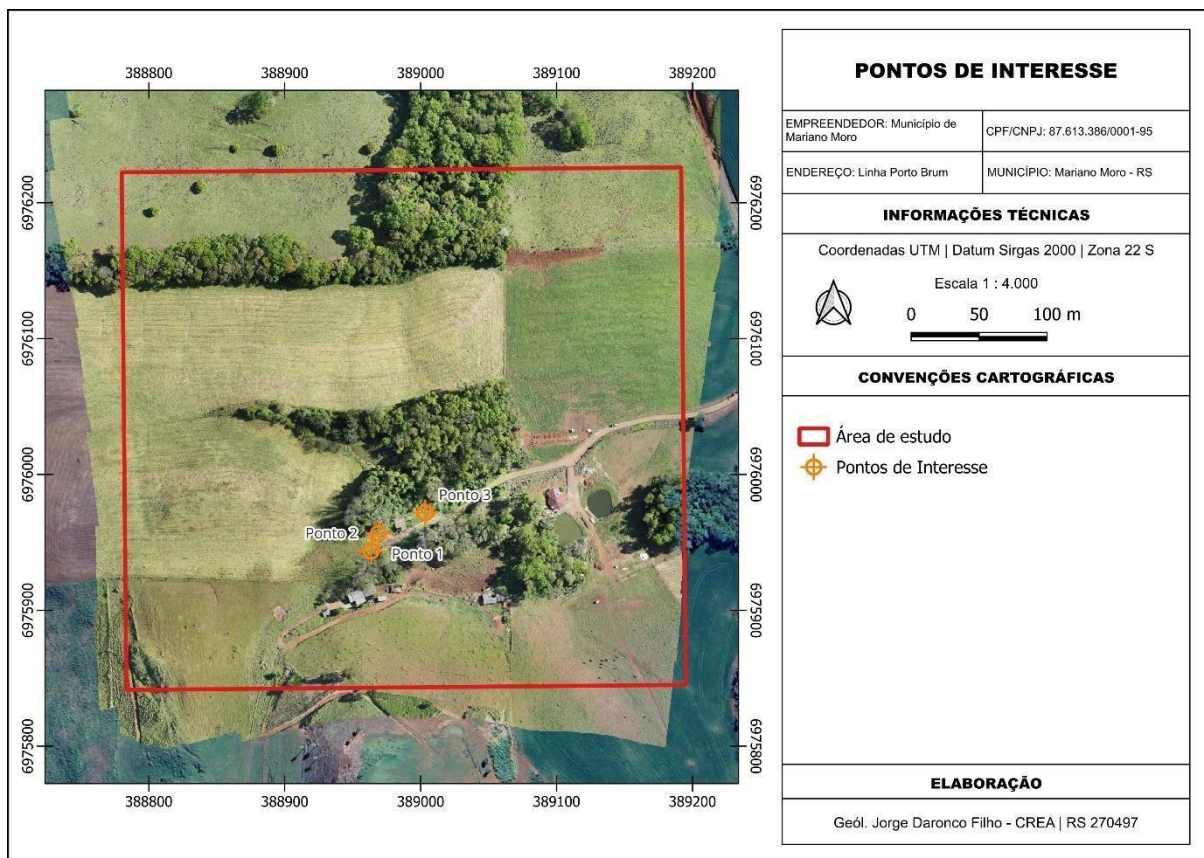 388800 388900 389000 389100 389200
6976200 6976200
6976100 6976100
6976000 6976000
6975900 6975900
6975800 6975800
Ponto 3
Ponto 2
Ponto 1
388800 388900 389000 389100 389200
PONTOS DE INTERESSE
EMPREENDEDOR: Município de
Mariano Moro
CPF/CNPJ: 87.613.386/0001-95
ENDEREÇO: Linha Porto Brum
MUNICÍPIO: Mariano Moro - RS
INFORMAÇÕES TÉCNICAS
Coordenadas UTM | Datum Sirgas 2000 | Zona 22 S
Escala 1 : 4.000
0 50 100 m
CONVENÇÕES CARTOGRÁFICAS
Área de estudo
Pontos de Interesse
ELABORAÇÃO
Geól. Jorge Daronco Filho - CREA | RS 270497